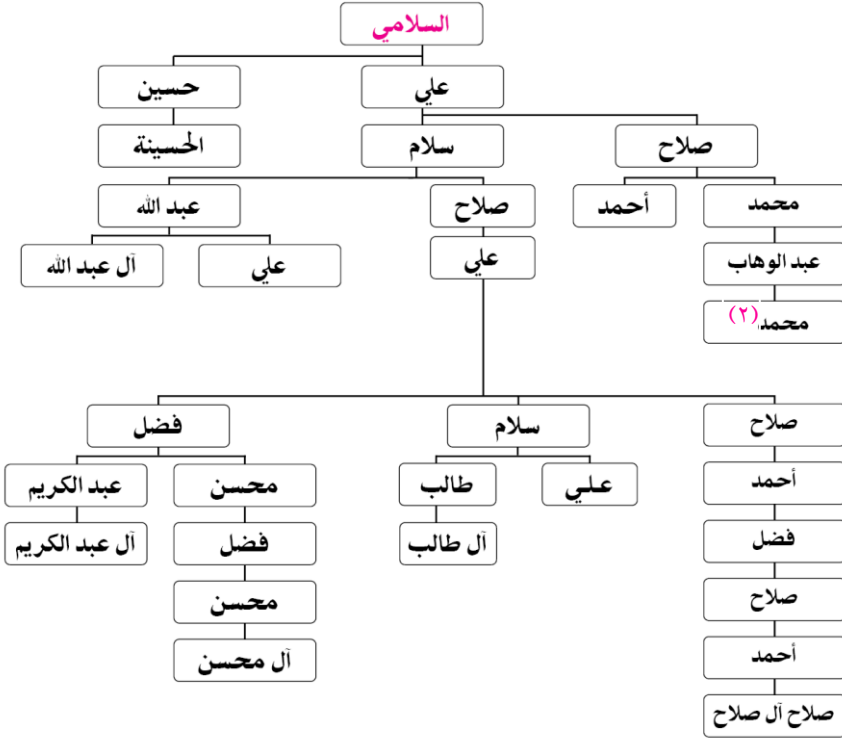 السلامي
علي
حسين
صلاح
سلام
الحسينة
محمد
أحمد
صلاح
عبد الله
عبد الوهاب
علي
علي
آل عبد الله
محمد(٢)
صلاح
سلام
فضل
أحمد
علي
طالب
محسن
عبد الكريم
فضل
آل طالب
فضل
آل عبد الكريم
صلاح
محسن
أحمد
آل محسن
صلاح آل صلاح